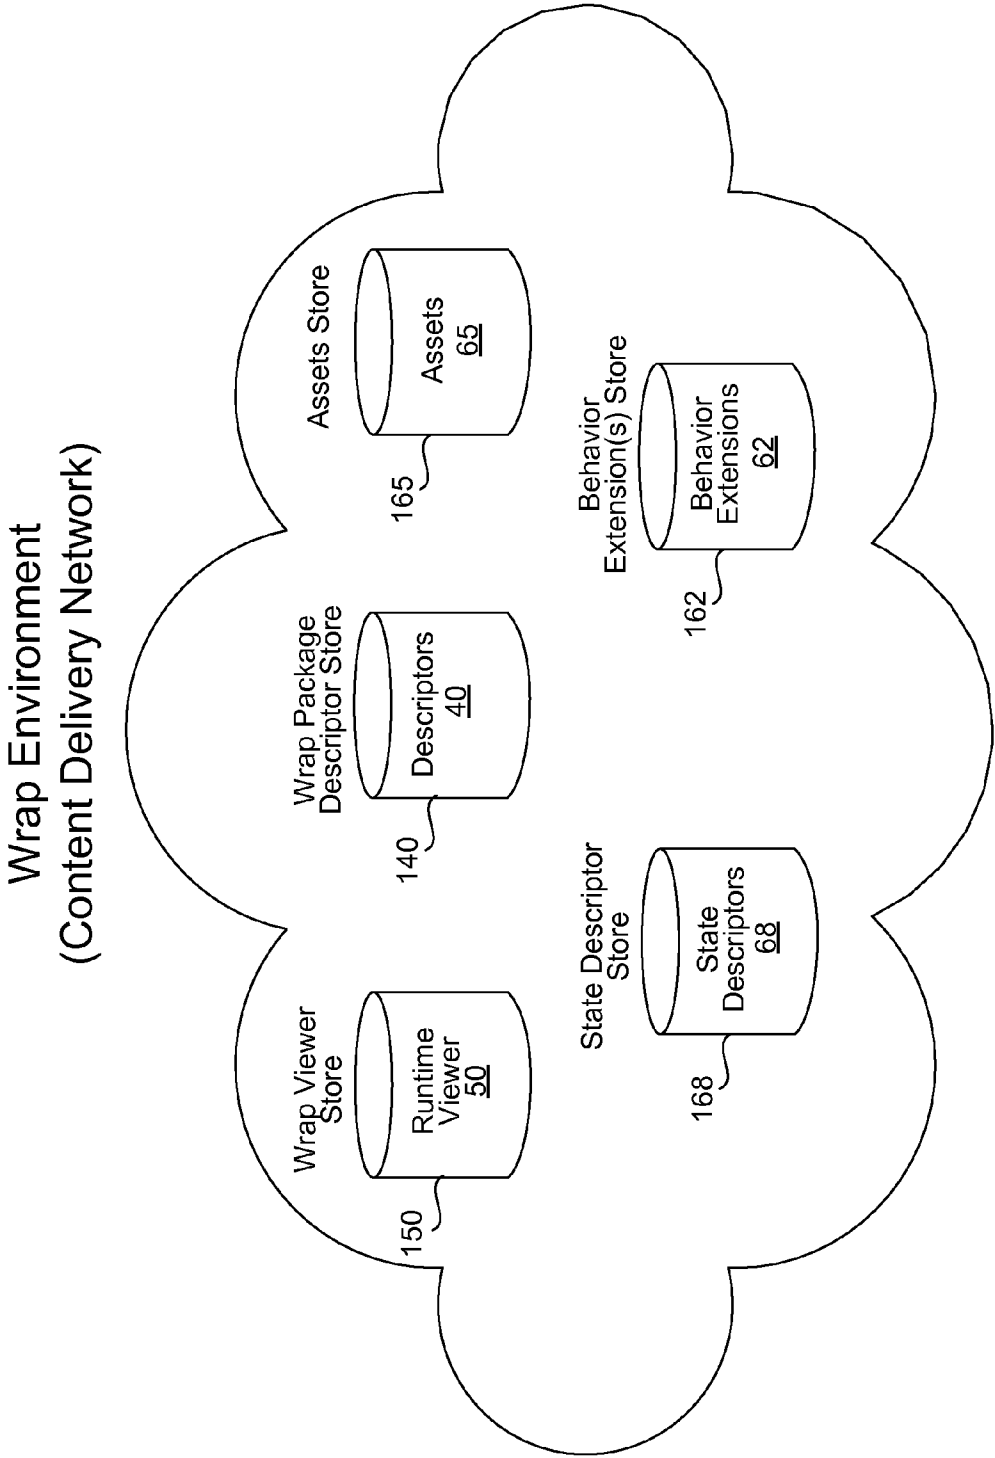 Wrap Environment
(Content Delivery Network)
Wrap Viewer
Store
Runtime
Viewer
50
150
Wrap Package
Descriptor Store
Descriptors
40
140
Assets Store
Assets
65
165
State Descriptor
Store
State
Descriptors
68
168
Behavior
Extension(s) Store
Behavior
Extensions
62
162